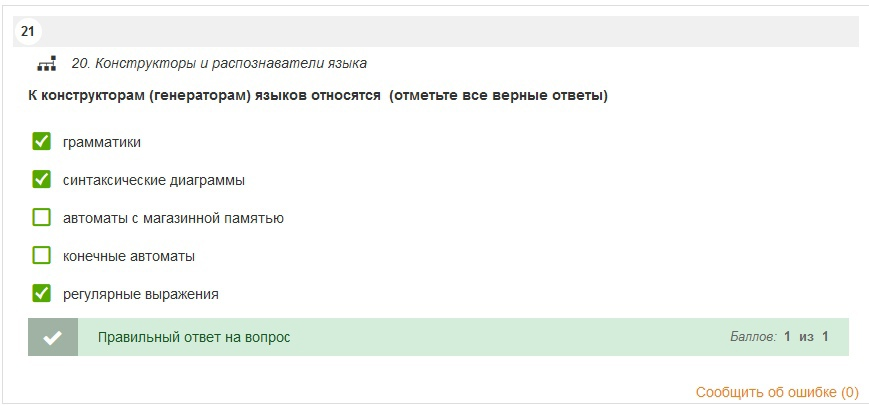 21
20. Конструкторы и распознаватели языка
К конструкторам (генераторам) языков относятся (отметьте все верные ответы)
грамматики
синтаксические диаграммы
автоматы с магазинной памятью
конечные автоматы
регулярные выражения
Правильный ответ на вопрос Баллов: 1 из 1
Сообщить об ошибке (0)